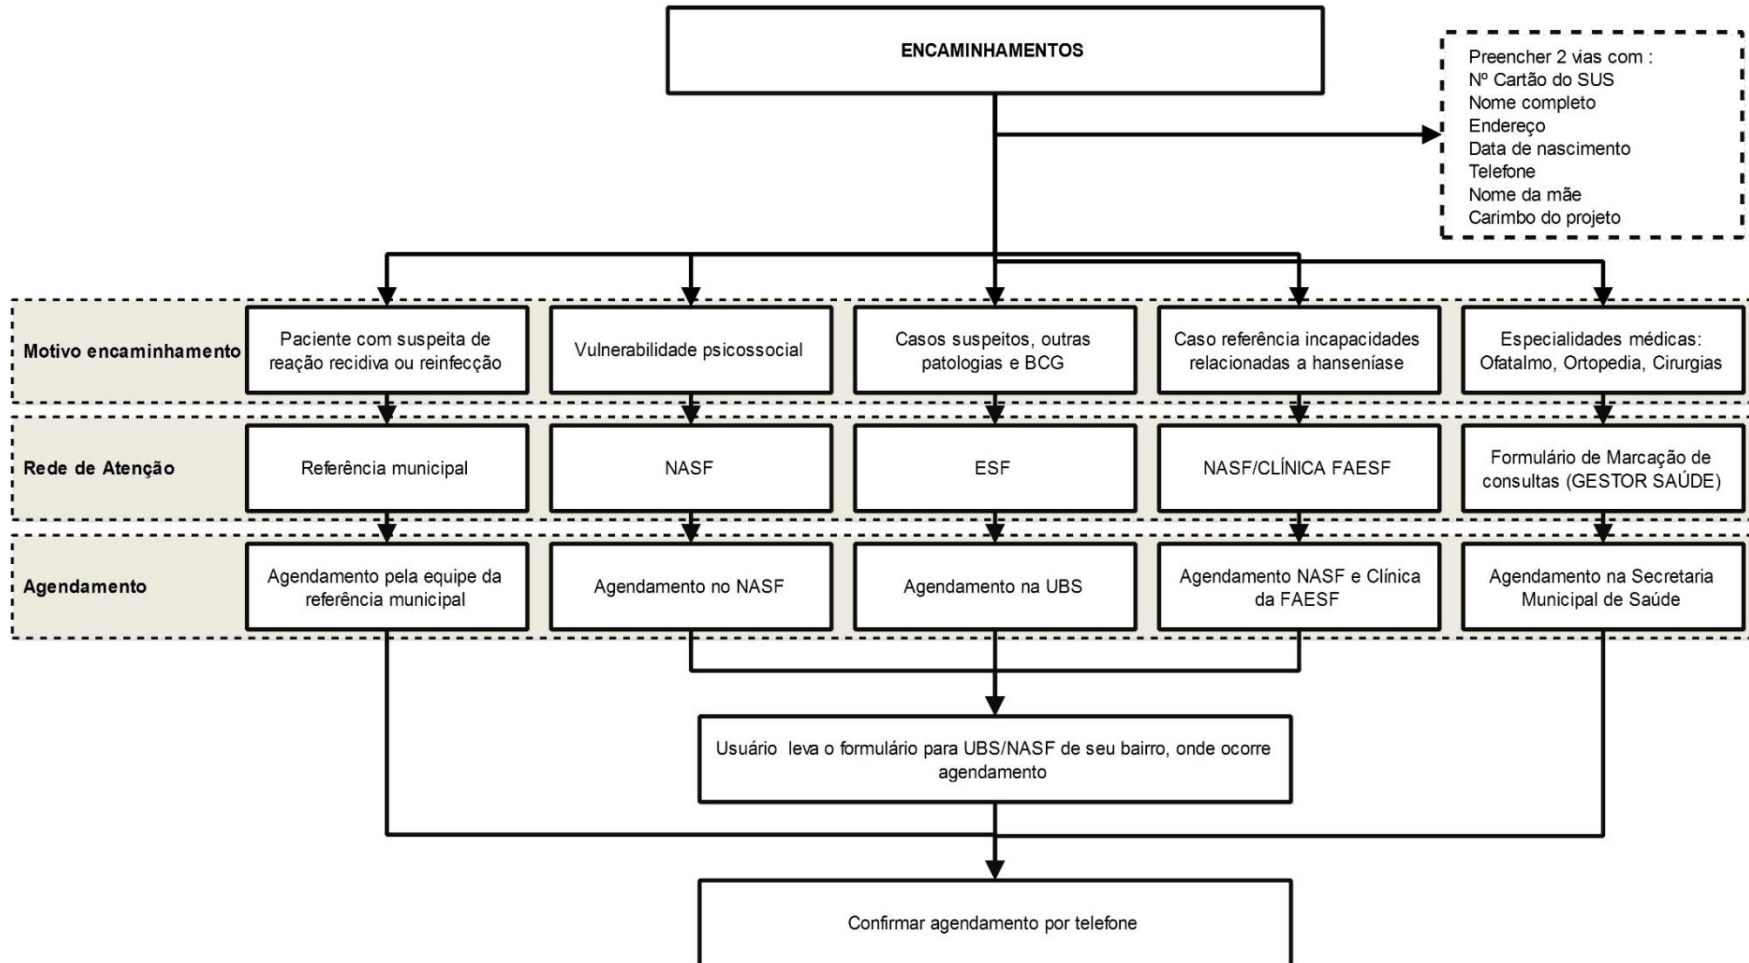 ENCAMINHAMENTOS
Preencher 2 vias com :
Nº Cartão do SUS
Nome completo
Endereço
Data de nascimento
Telefone
Nome da mãe
Carimbo do projeto
Motivo encaminhamento
Paciente com suspeita de
reação recidiva ou reinfecção
Vulnerabilidade psicossocial
Casos suspeitos, outras
patologias e BCG
Caso referência incapacidades
relacionadas a hanseníase
Especialidades médicas:
Ofatalmo, Ortopedia, Cirurgias
Rede de Atenção
Referência municipal
NASF
ESF
NASF/CLÍNICA FAESF
Formulário de Marcação de
consultas (GESTOR SAÚDE)
Agendamento
Agendamento pela equipe da
referência municipal
Agendamento no NASF
Agendamento na UBS
Agendamento NASF e Clínica
da FAESF
Agendamento na Secretaria
Municipal de Saúde
Usuário leva o formulário para UBS/NASF de seu bairro, onde ocorre
agendamento
Confirmar agendamento por telefone